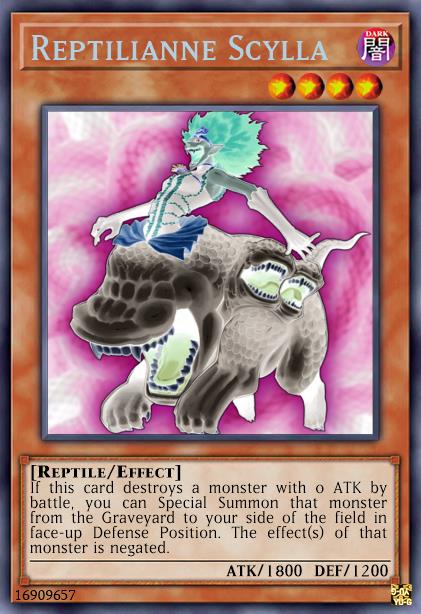 REPTILIANNE SCYLLA
DARK
闇
[REPTILE/EFFECT]
If this card destroys a monster with 0 ATK by
battle, you can Special Summon that monster
from the Graveyard to your side of the field in
face-up Defense Position. The effect(s) of that
monster is negated.
ATK/1800 DEF/1200
16909657